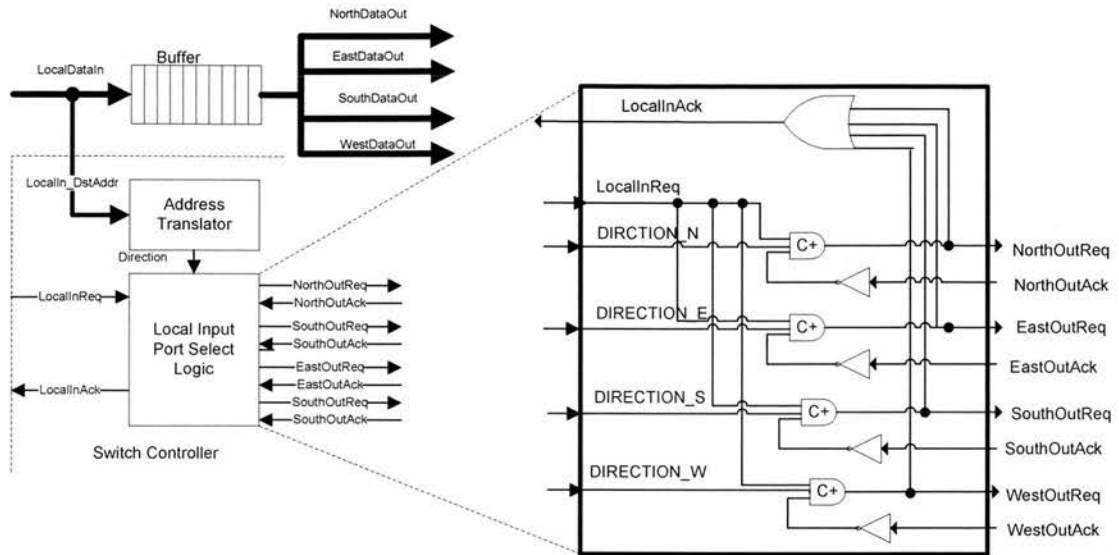 NorthDataOut
Buffer
EastDataOut
LocalDataIn
SouthDataOut
WestDataOut
LocalIn_DstAddr
Address
Translator
Direction
LocalInReq
Local Input
Port Select
Logic
LocalInAck
NorthOutReq
NorthOutAck
SouthOutReq
SouthOutAck
EastOutReq
EastOutAck
SouthOutReq
SouthOutAck
Switch Controller
LocalInAck
LocalInReq
DIRCTION_N
C+
NorthOutReq
NorthOutAck
DIRECTION_E
C+
EastOutReq
EastOutAck
DIRECTION_S
C+
SouthOutReq
SouthOutAck
DIRECTION_W
C+
WestOutReq
WestOutAck